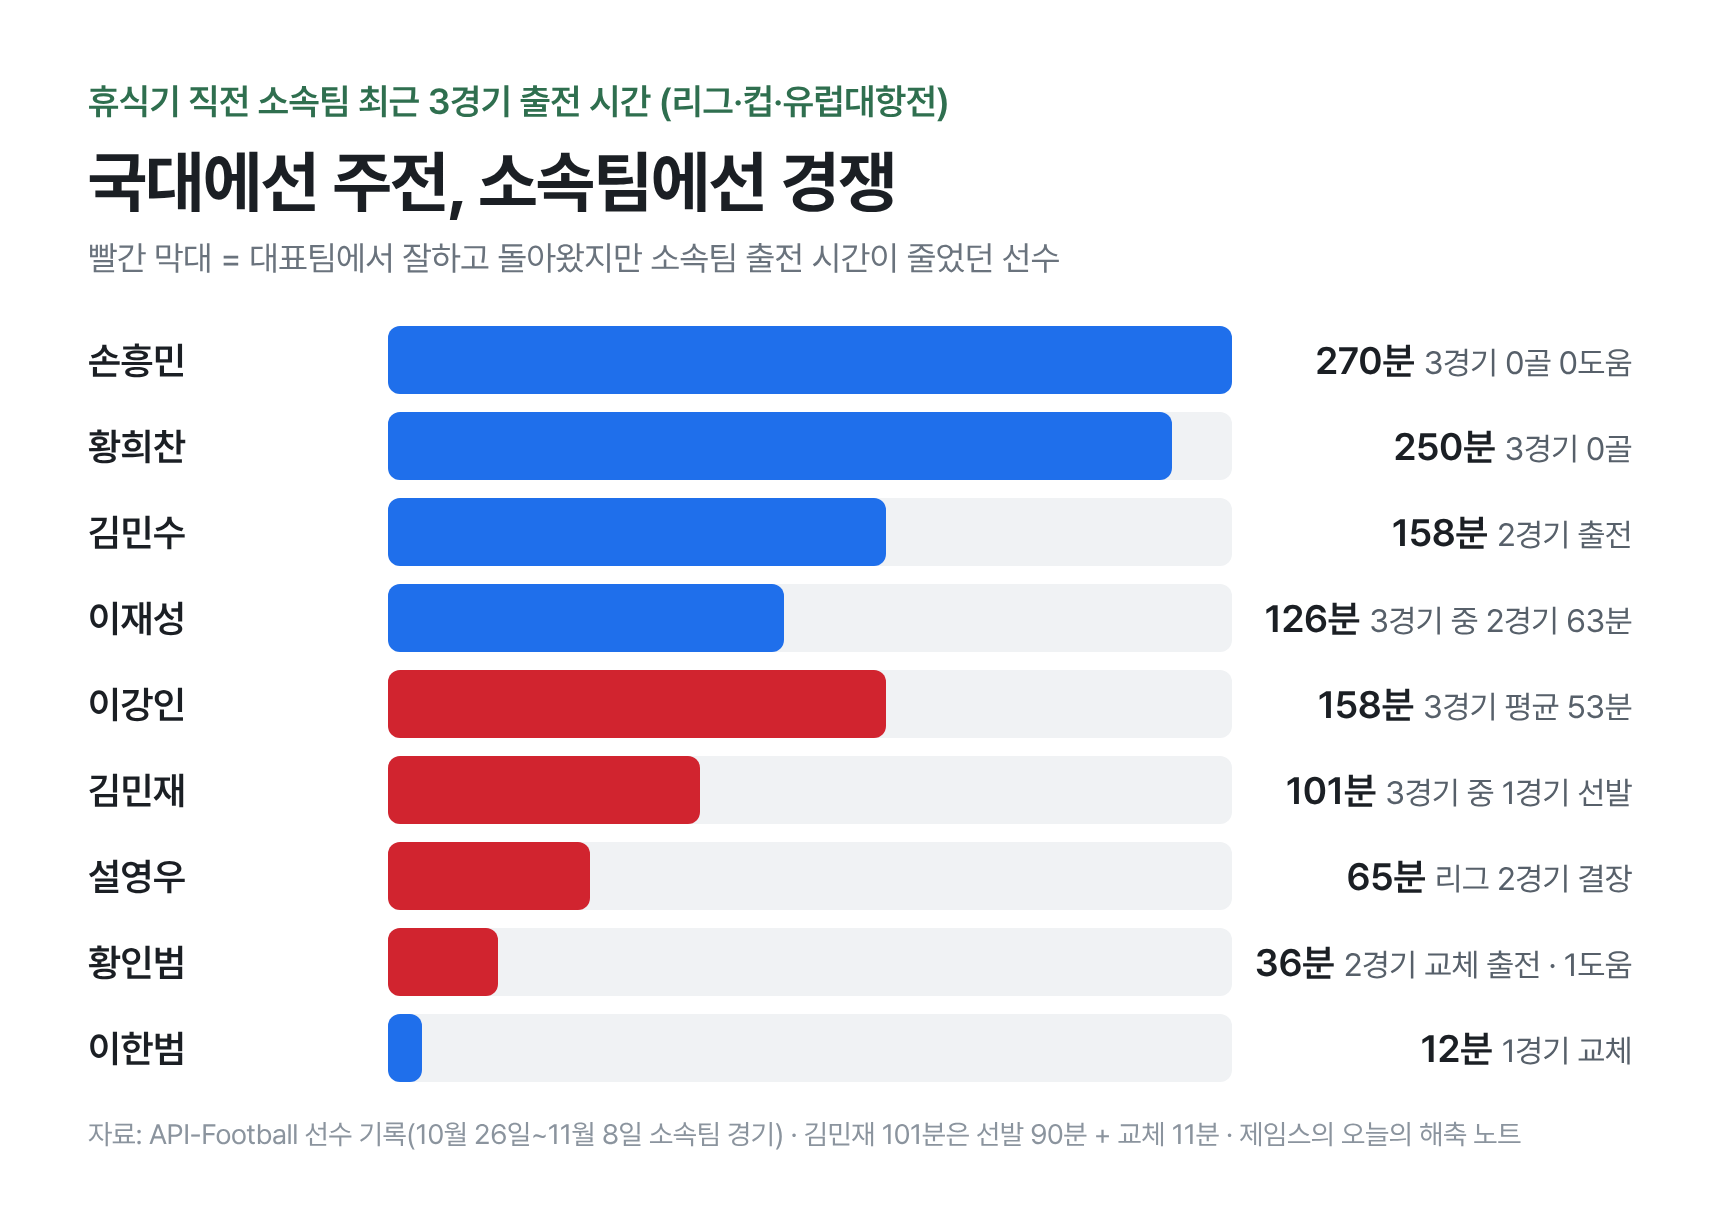 휴식기 직전 소속팀 최근 3경기 출전 시간 (리그·컵·유럽대항전)
국대에선 주전, 소속팀에선 경쟁
빨간 막대 = 대표팀에서 잘하고 돌아왔지만 소속팀 출전 시간이 줄었던 선수
손흥민 270분 3경기 0골 0도움
황희찬 250분 3경기 0골
김민수 158분 2경기 출전
이재성 126분 3경기 중 2경기 63분
이강인 158분 3경기 평균 53분
김민재 101분 3경기 중 1경기 선발
설영우 65분 리그 2경기 결장
황인범 36분 2경기 교체 출전 · 1도움
이한범 12분 1경기 교체
자료: API-Football 선수 기록(10월 26일~11월 8일 소속팀 경기) · 김민재 101분은 선발 90분 + 교체 11분 · 제임스의 오늘의 해축 노트